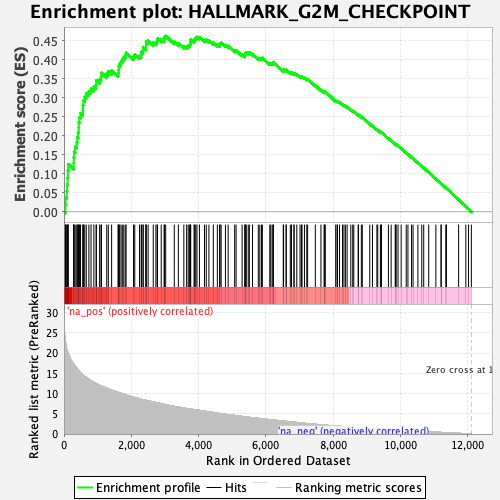 Enrichment plot: HALLMARK_G2M_CHECKPOINT
Enrichment score (ES)
0.45
0.40
0.35
0.30
0.25
0.20
0.15
0.10
0.05
0.00
'na_pos' (positively correlated)
Ranked list metric (PreRanked)
30
25
20
15
10
5
0
Zero cross at 1
'na_neg' (negatively correlated)
0
2,000
4,000
6,000
8,000
10,000
12,000
Rank in Ordered Dataset
Enrichment profile
Hits
Ranking metric scores